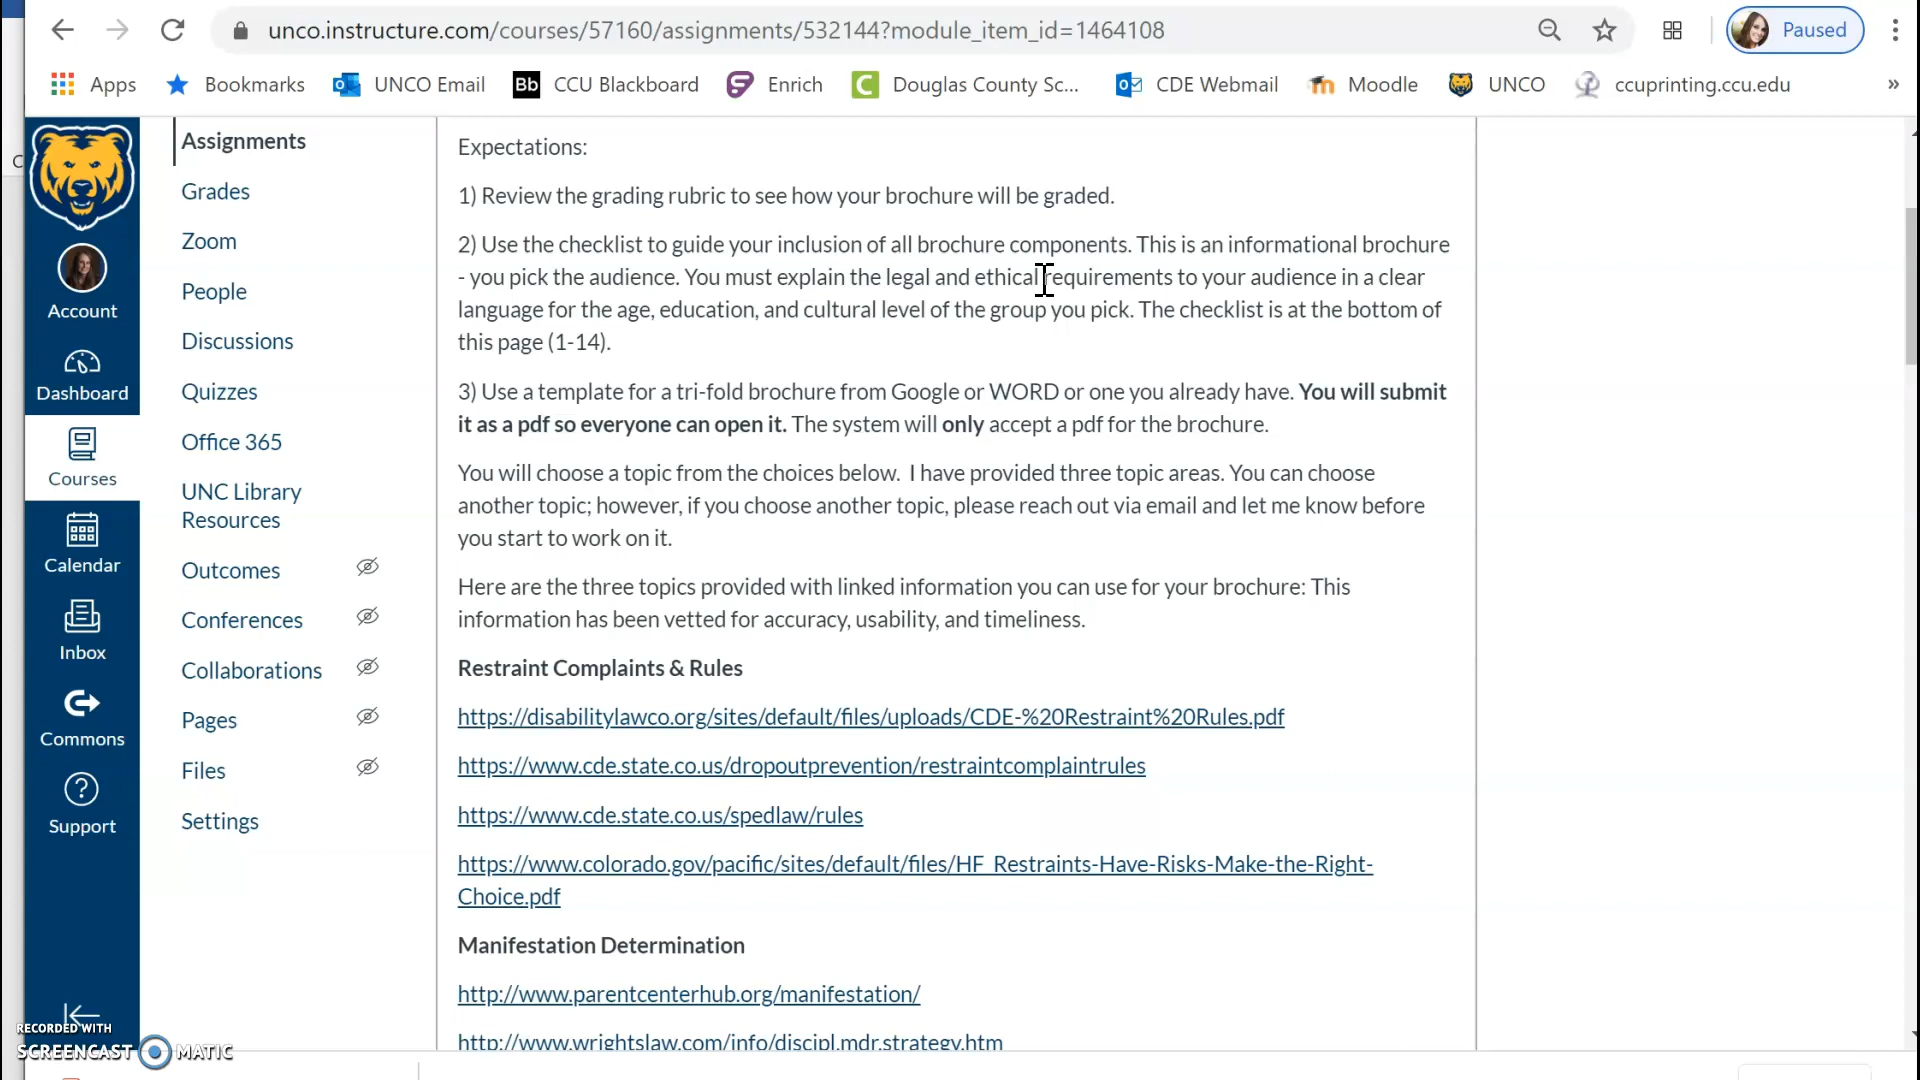 unco.instructure.com/courses/57160/assignments/532144?module_item_id=1464108
Paused
Apps
Bookmarks
UNCO Email
Bb
CCU Blackboard
Enrich
Douglas County Sc...
CDE Webmail
Moodle
UNCO
ccuprinting.ccu.edu
»
Account
Dashboard
Courses
Calendar
Inbox
Commons
Support
Assignments
Grades
Zoom
People
Discussions
Quizzes
Office 365
UNC Library
Resources
Outcomes
Conferences
Collaborations
Pages
Files
Settings
Expectations:
1) Review the grading rubric to see how your brochure will be graded.
2) Use the checklist to guide your inclusion of all brochure components. This is an informational brochure
- you pick the audience. You must explain the legal and ethical requirements to your audience in a clear
language for the age, education, and cultural level of the group you pick. The checklist is at the bottom of
this page (1-14).
3) Use a template for a tri-fold brochure from Google or WORD or one you already have. You will submit
it as a pdf so everyone can open it. The system will only accept a pdf for the brochure.
You will choose a topic from the choices below. I have provided three topic areas. You can choose
another topic; however, if you choose another topic, please reach out via email and let me know before
you start to work on it.
Here are the three topics provided with linked information you can use for your brochure: This
information has been vetted for accuracy, usability, and timeliness.
Restraint Complaints & Rules
https://disabilitylawco.org/sites/default/files/uploads/CDE-%20Restraint%20Rules.pdf
https://www.cde.state.co.us/dropoutprevention/restraintcomplaintrules
https://www.cde.state.co.us/spedlaw/rules
https://www.colorado.gov/pacific/sites/default/files/HF_Restraints-Have-Risks-Make-the-Right-
Choice.pdf
Manifestation Determination
http://www.parentcenterhub.org/manifestation/
http://www.wrightslaw.com/info/discipl.mdr.strategy.htm
RECORDED WITH
SCREENCAST MATIC